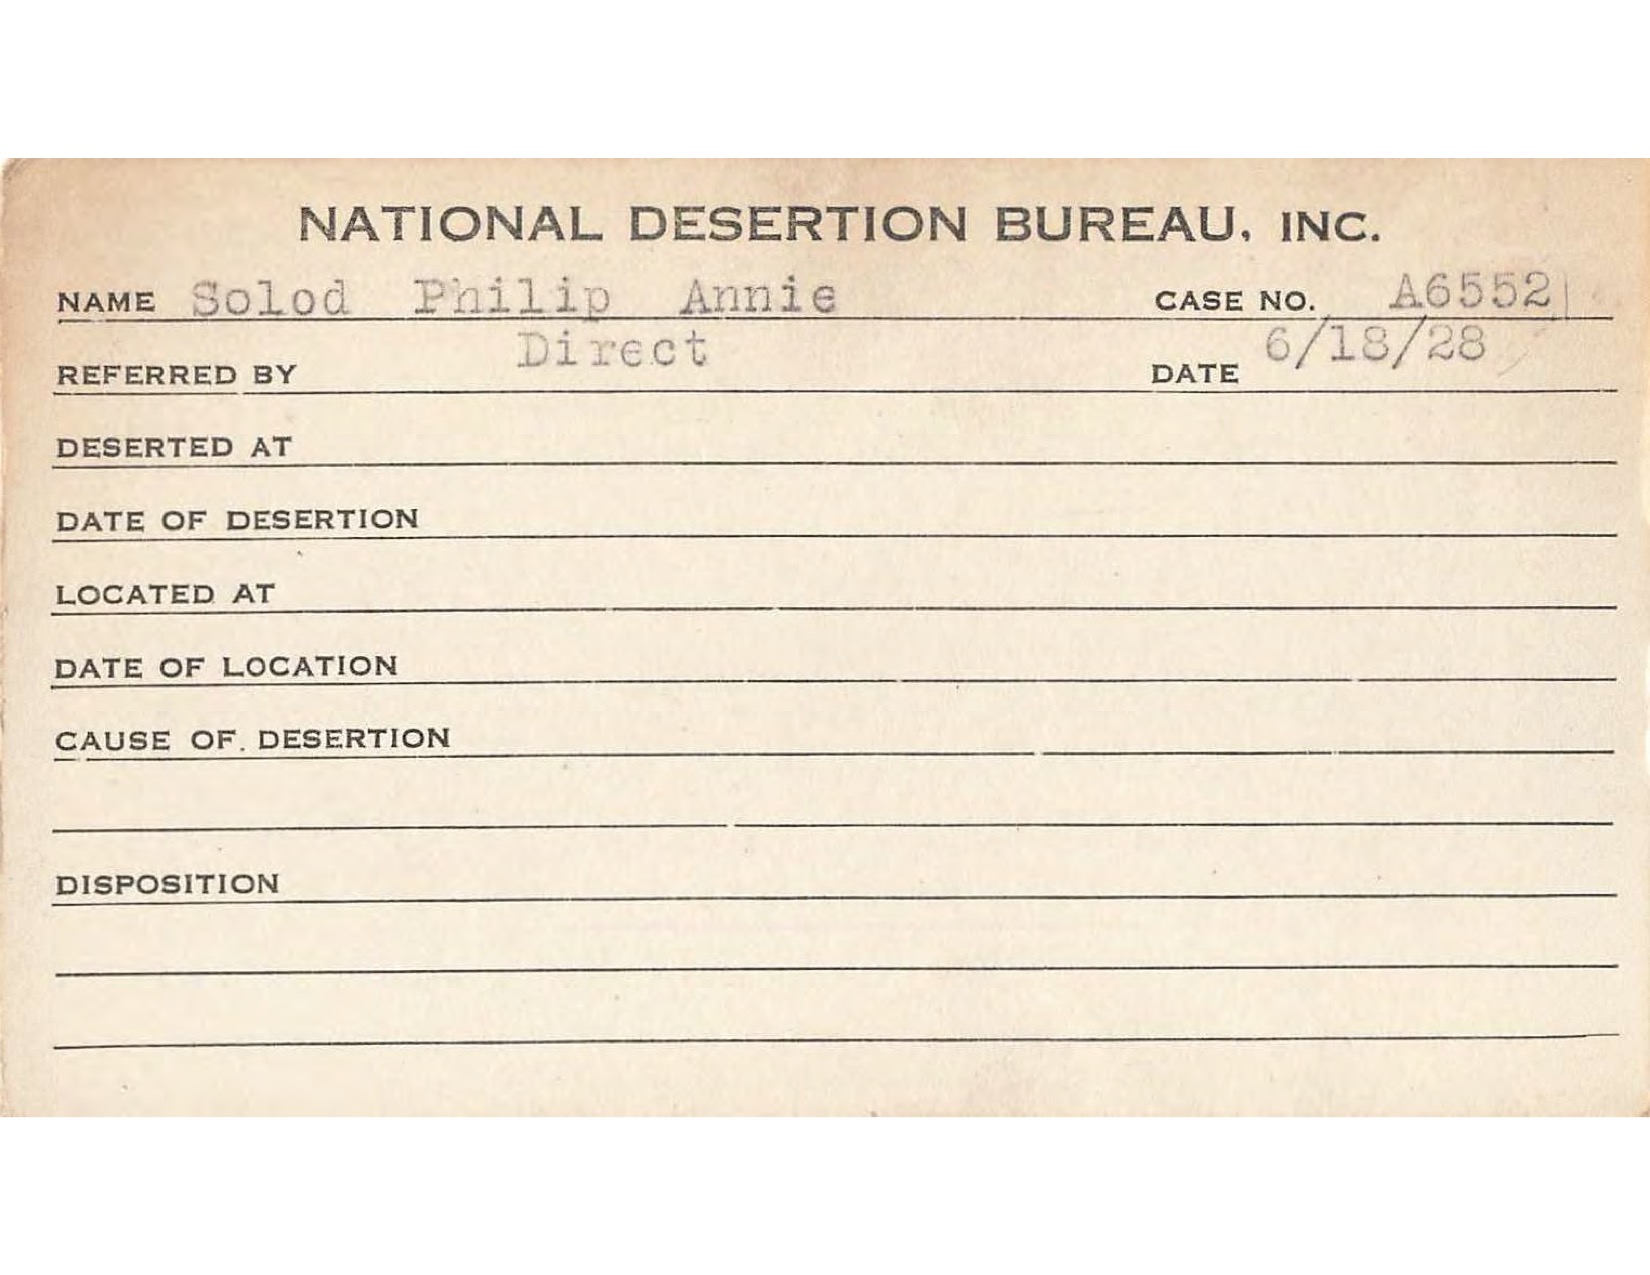 NATIONAL DESERTION BUREAU, INC.
NAME Solod Philip Annie CASE NO. A6552
REFERRED BY Direct DATE 6/18/28
DESERTED AT
DATE OF DESERTION
LOCATED AT
DATE OF LOCATION
CAUSE OF DESERTION
DISPOSITION